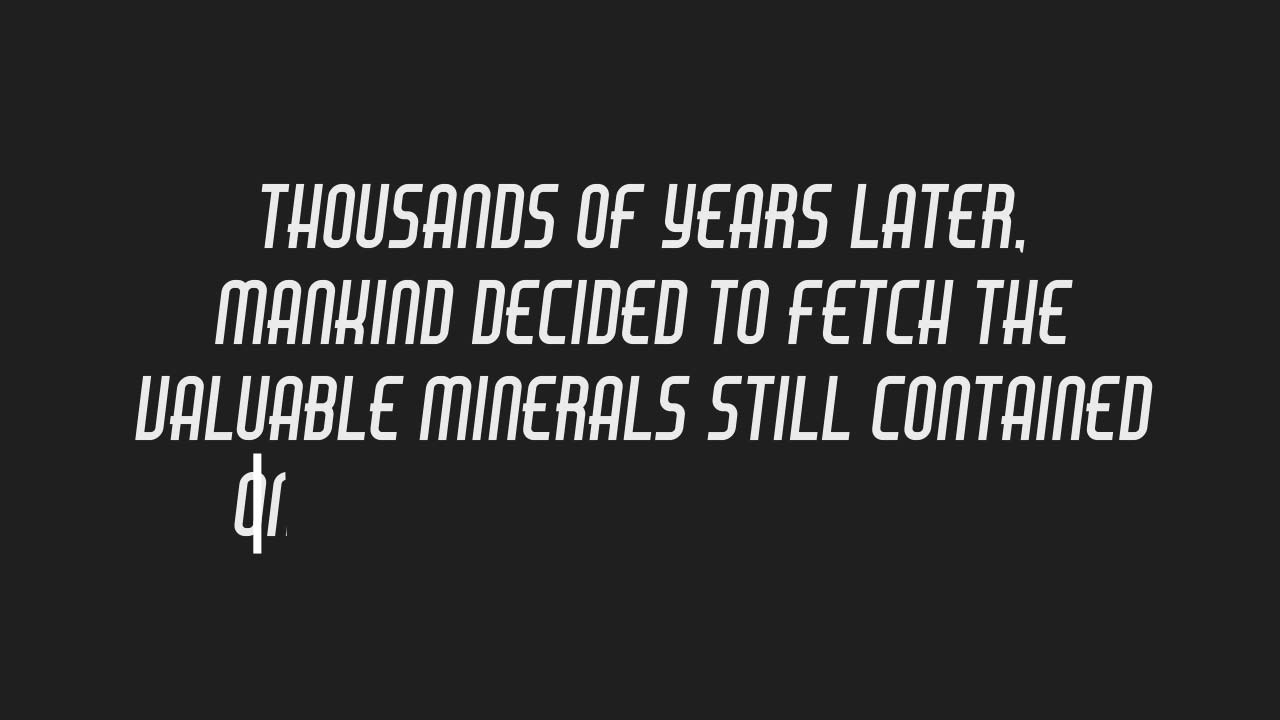 THOUSANDS OF YEARS LATER,
MANKIND DECIDED TO FETCH THE
VALUABLE MINERALS STILL CONTAINED